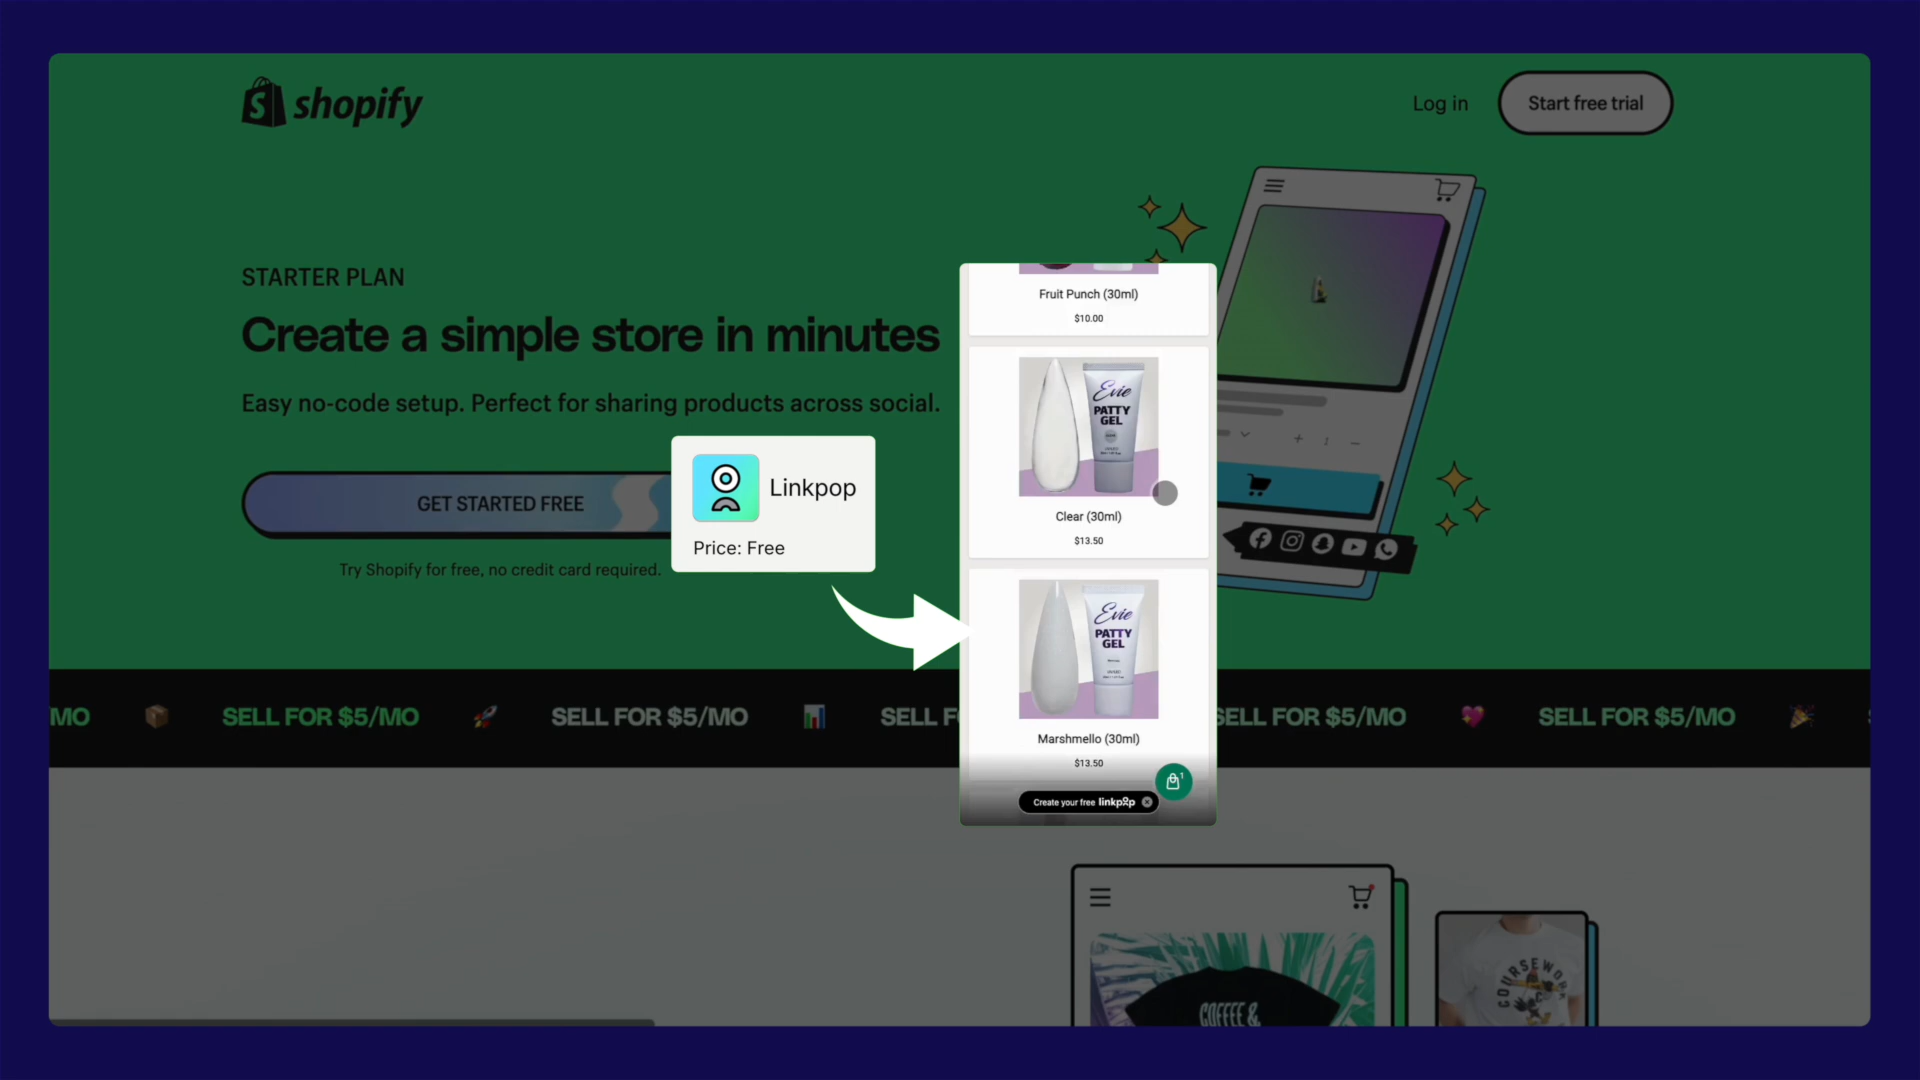 shopify
Log in
Start free trial
STARTER PLAN
Create a simple store in minutes
Easy no-code setup. Perfect for sharing products across social.
GET STARTED FREE
Try Shopify for free, no credit card required.
Linkpop
Price: Free
Fruit Punch (30ml)
$10.00
Evie
PATTY
GEL
Clear (30ml)
$13.50
Evie
PATTY
GEL
Marshmello (30ml)
$13.50
1
Create your free linkpop
MO SELL FOR $5/MO SELL FOR $5/MO SELL F SELL FOR $5/MO SELL FOR $5/MO
COFFEE &
COURSEWORK